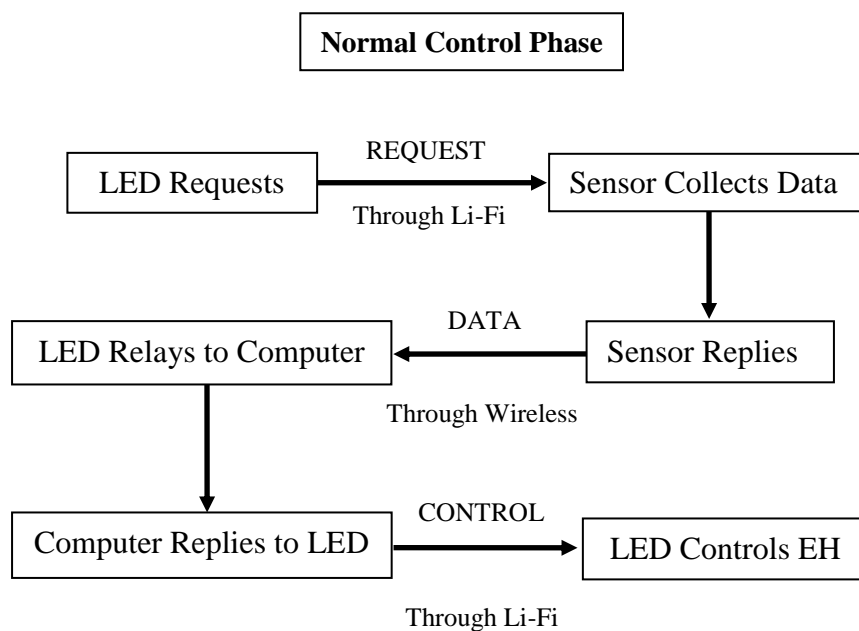 Normal Control Phase
REQUEST
LED Requests
Sensor Collects Data
Through Li-Fi
DATA
LED Relays to Computer
Sensor Replies
Through Wireless
CONTROL
Computer Replies to LED
LED Controls EH
Through Li-Fi